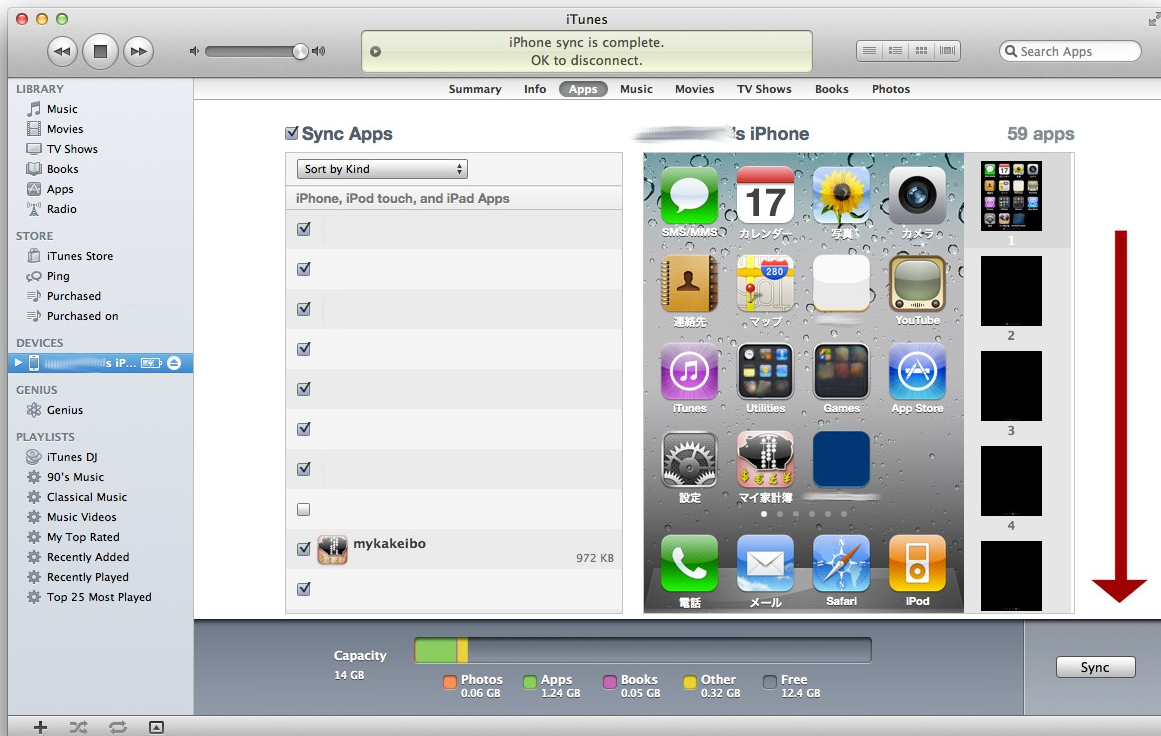 iTunes
iPhone sync is complete.
OK to disconnect.
Search Apps
LIBRARY
Music
Movies
TV Shows
Books
Apps
Radio
STORE
iTunes Store
Ping
Purchased
Purchased on
DEVICES
's iP...
GENIUS
Genius
PLAYLISTS
iTunes DJ
90's Music
Classical Music
Music Videos
My Top Rated
Recently Added
Recently Played
Top 25 Most Played
Summary Info Apps Music Movies TV Shows Books Photos
Sync Apps
Sort by Kind
iPhone, iPod touch, and iPad Apps
mykakeibo
972 KB
's iPhone
59 apps
17
SMS/MMS カレンダー 写真 カメラ
280
連絡先 マップ YouTube
iTunes Utilities Games App Store
設定 マイ家計簿
電話 メール Safari iPod
1
2
3
4
Capacity
14 GB
Photos
0.06 GB
Apps
1.24 GB
Books
0.05 GB
Other
0.32 GB
Free
12.4 GB
Sync